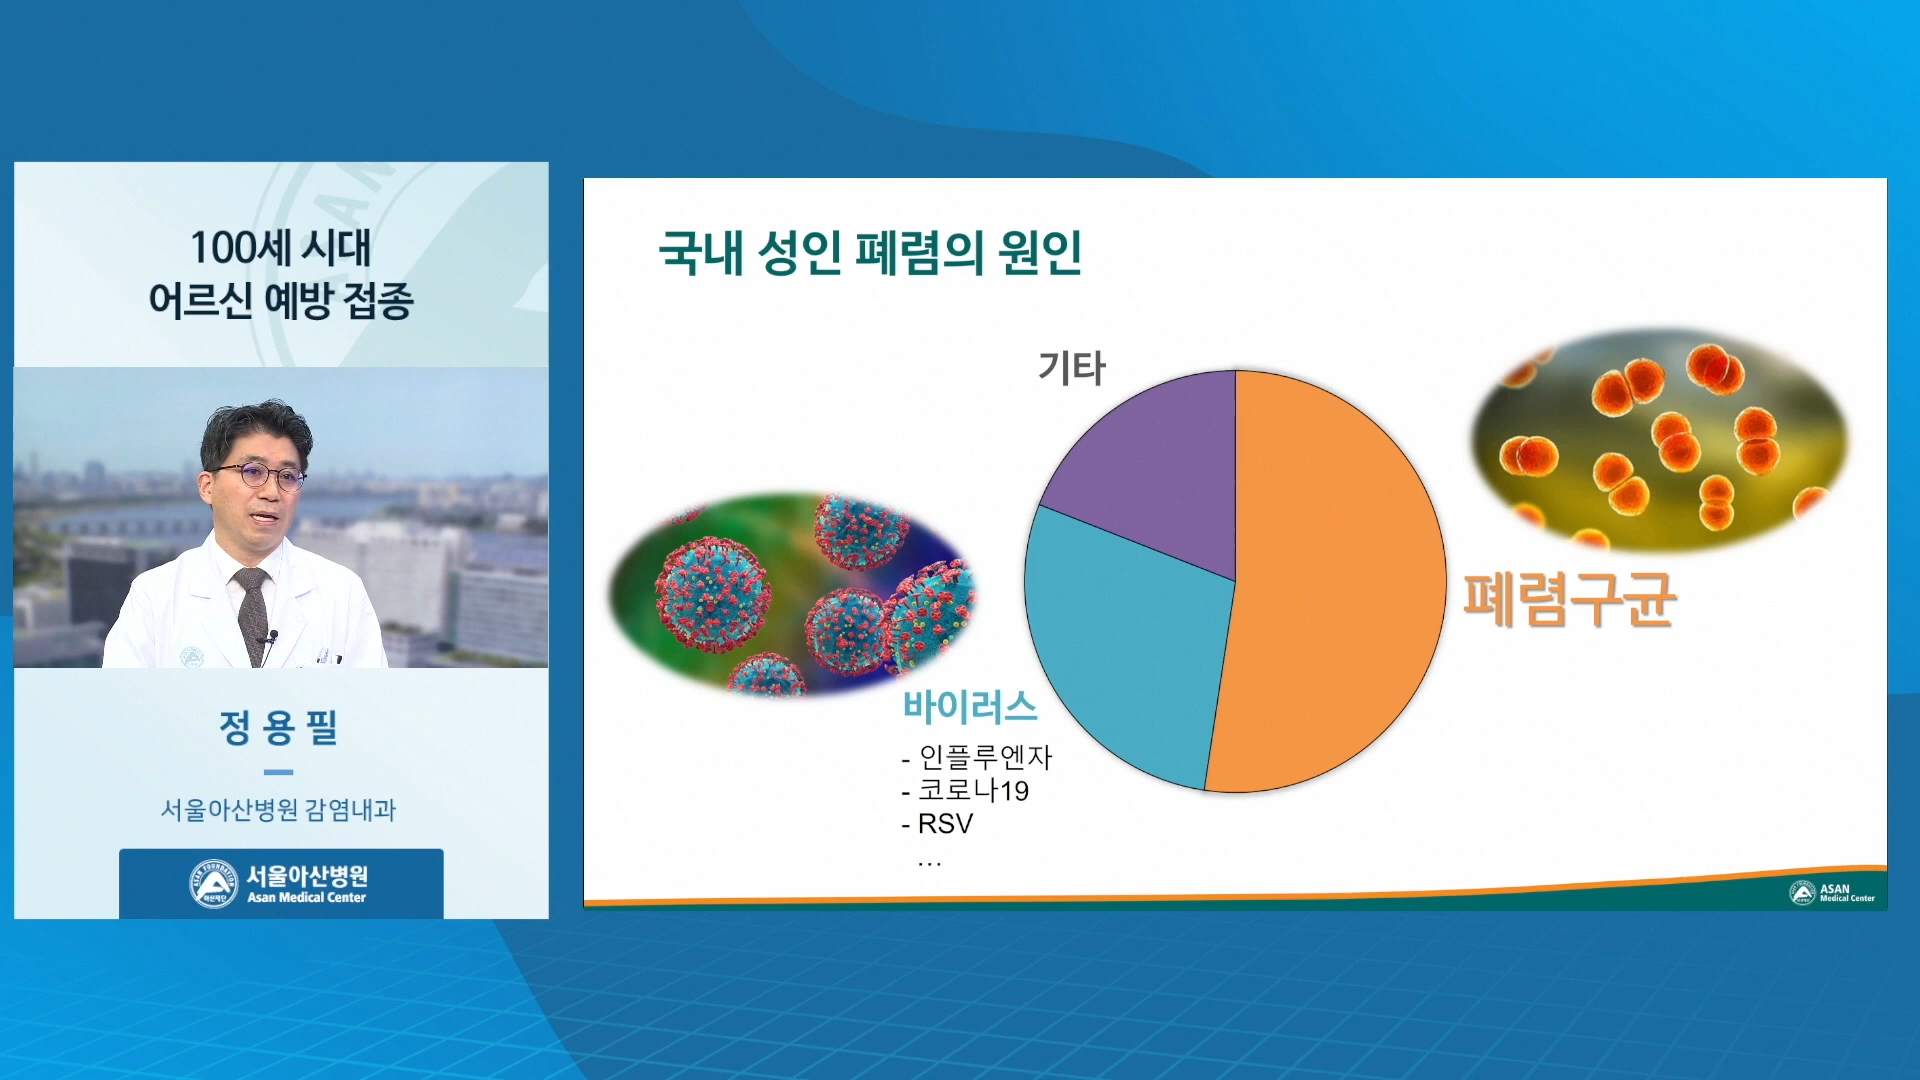 100세 시대
어르신 예방 접종
정 용 필
서울아산병원 감염내과
서울아산병원
Asan Medical Center
국내 성인 폐렴의 원인
기타
폐렴구균
바이러스
- 인플루엔자
- 코로나19
- RSV
...
ASAN
Medical Center